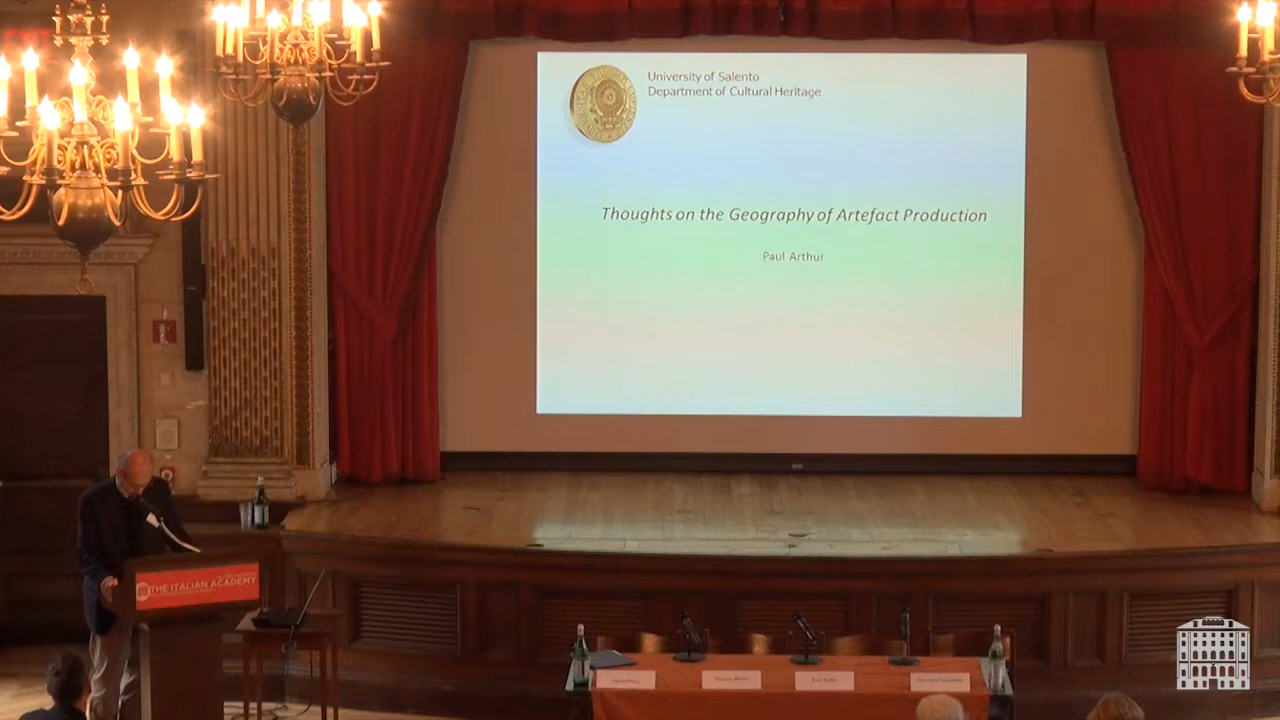 University of Salento
Department of Cultural Heritage
Thoughts on the Geography of Artefact Production
Paul Arthur
THE ITALIAN ACADEMY